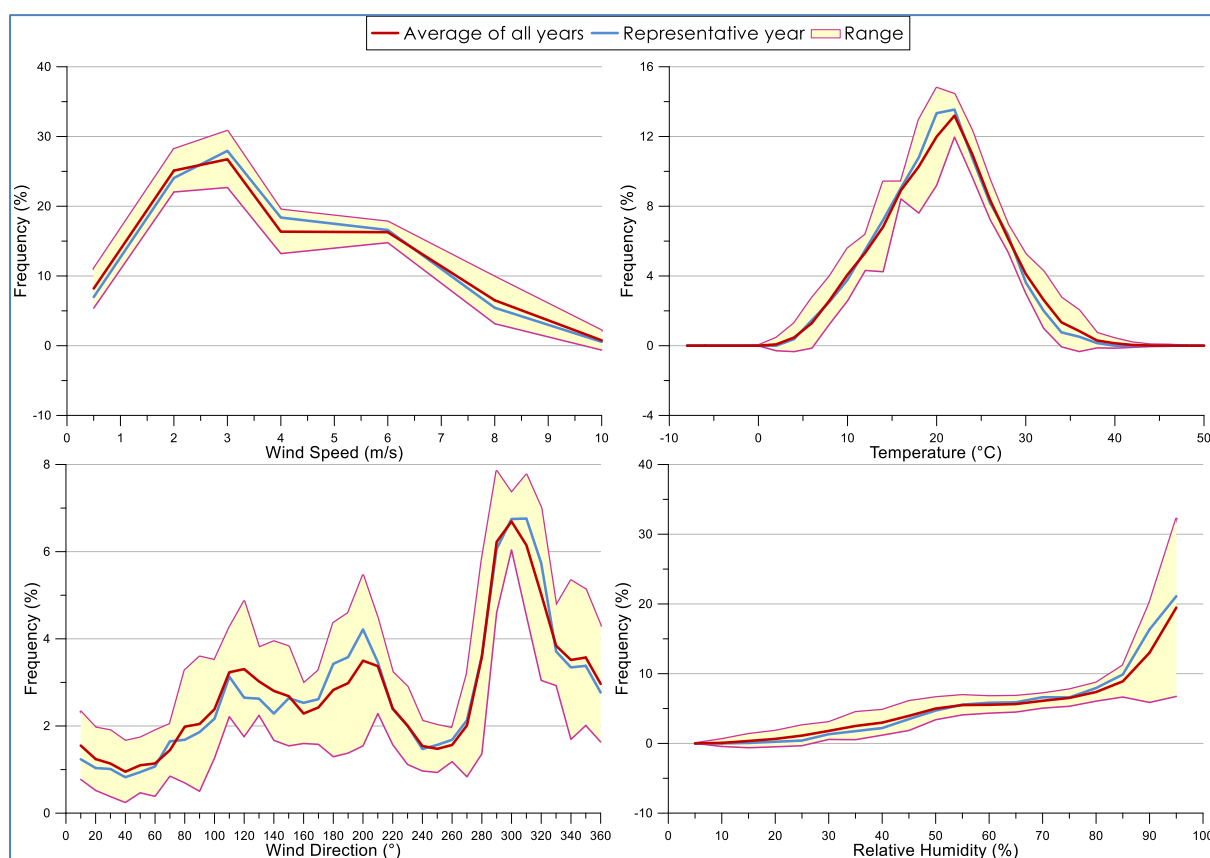 Average of all years Representative year Range
40
30
20
10
0
-10
Frequency (%)
0 1 2 3 4 6 8 9 10
Wind Speed (m/s)
16
12
8
4
0
-4
Frequency (%)
-10 0 10 20 30 40 50
Temperature (°C)
8
6
4
2
0
Frequency (%)
0 20 40 60 80 100 120 140 160 180 200 220 240 260 280 300 320 340 360
Wind Direction (°)
40
30
20
10
0
-10
Frequency (%)
0 10 20 30 40 50 60 70 80 90 100
Relative Humidity (%)